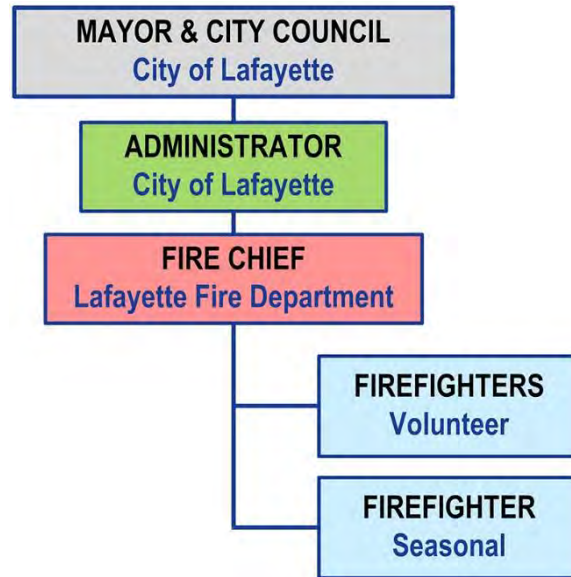 MAYOR & CITY COUNCIL
City of Lafayette
ADMINISTRATOR
City of Lafayette
FIRE CHIEF
Lafayette Fire Department
FIREFIGHTERS
Volunteer
FIREFIGHTER
Seasonal